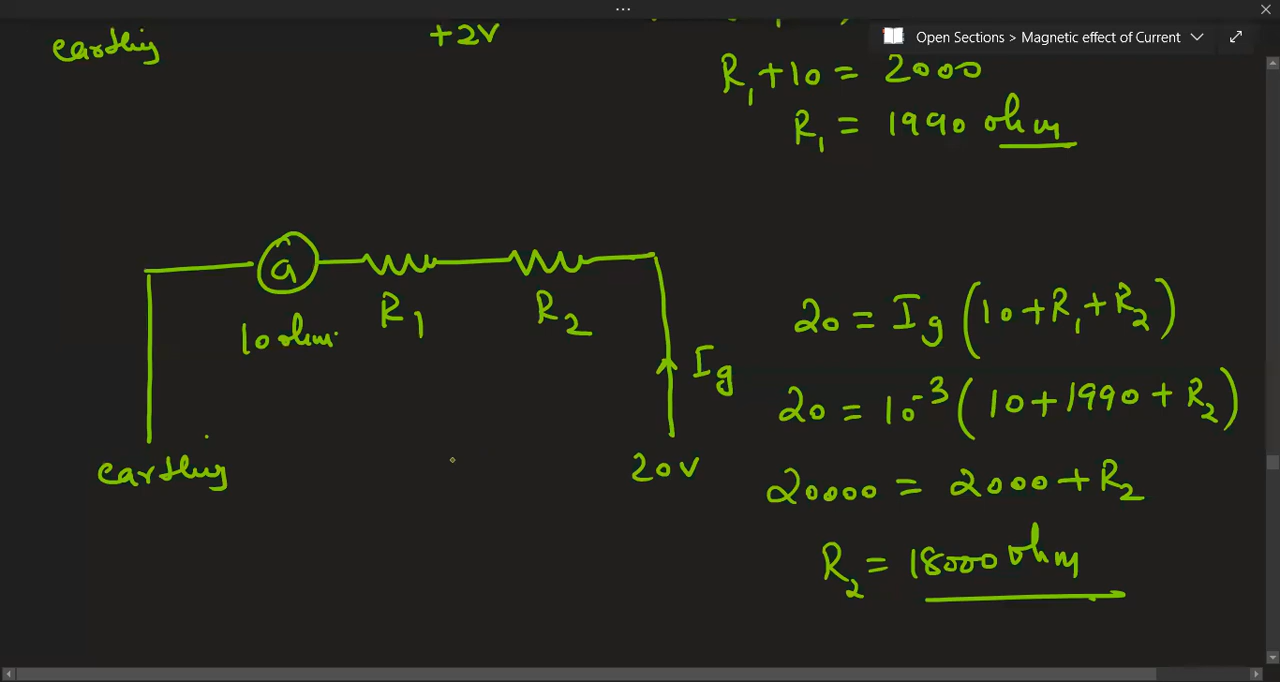 Open Sections > Magnetic effect of Current
earthing
+2V
R₁+10 = 2000
R₁ = 1990 ohm
G
R₁
R₂
10 ohm
Ig
earthing
20V
20 = Ig (10+R₁+R₂)
20 = 10⁻³ (10+1990+R₂)
20000 = 2000+R₂
R₂ = 18000 ohm